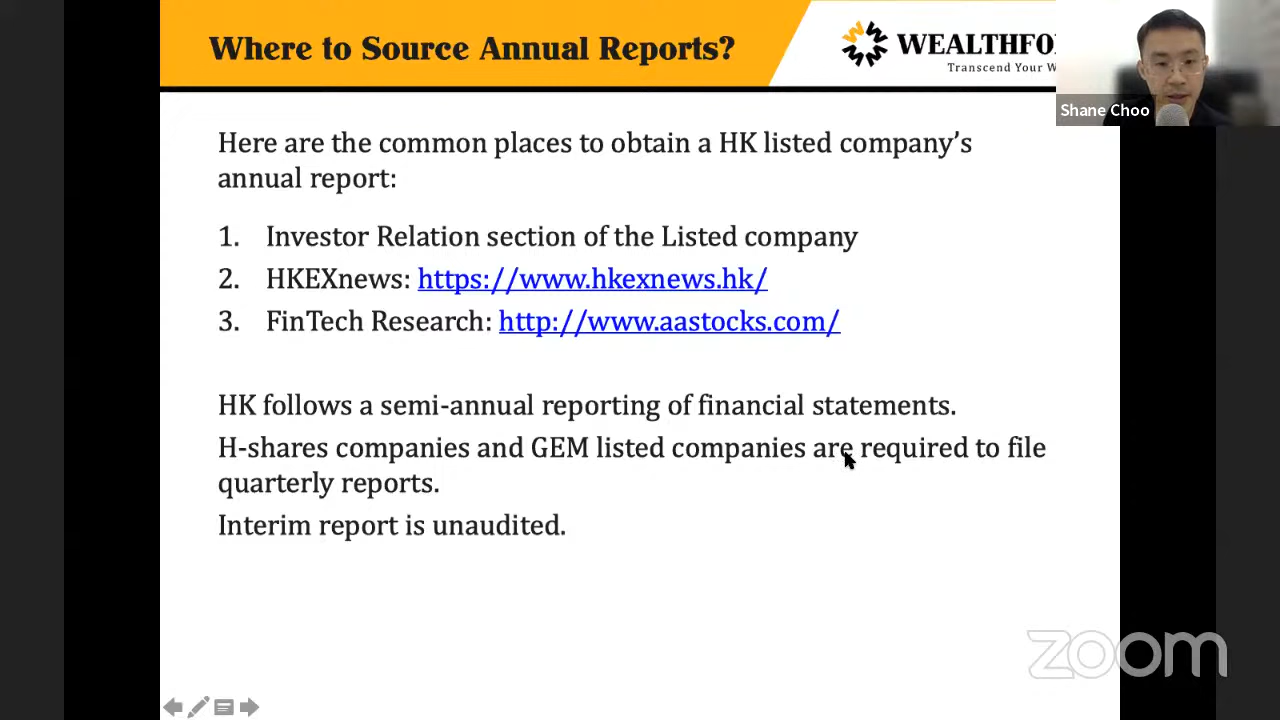 Where to Source Annual Reports?
WEALTHFO
Transcend Your W
Shane Choo
Here are the common places to obtain a HK listed company’s
annual report:
1. Investor Relation section of the Listed company
2. HKEXnews: https://www.hkexnews.hk/
3. FinTech Research: http://www.aastocks.com/
HK follows a semi-annual reporting of financial statements.
H-shares companies and GEM listed companies are required to file
quarterly reports.
Interim report is unaudited.
zoom